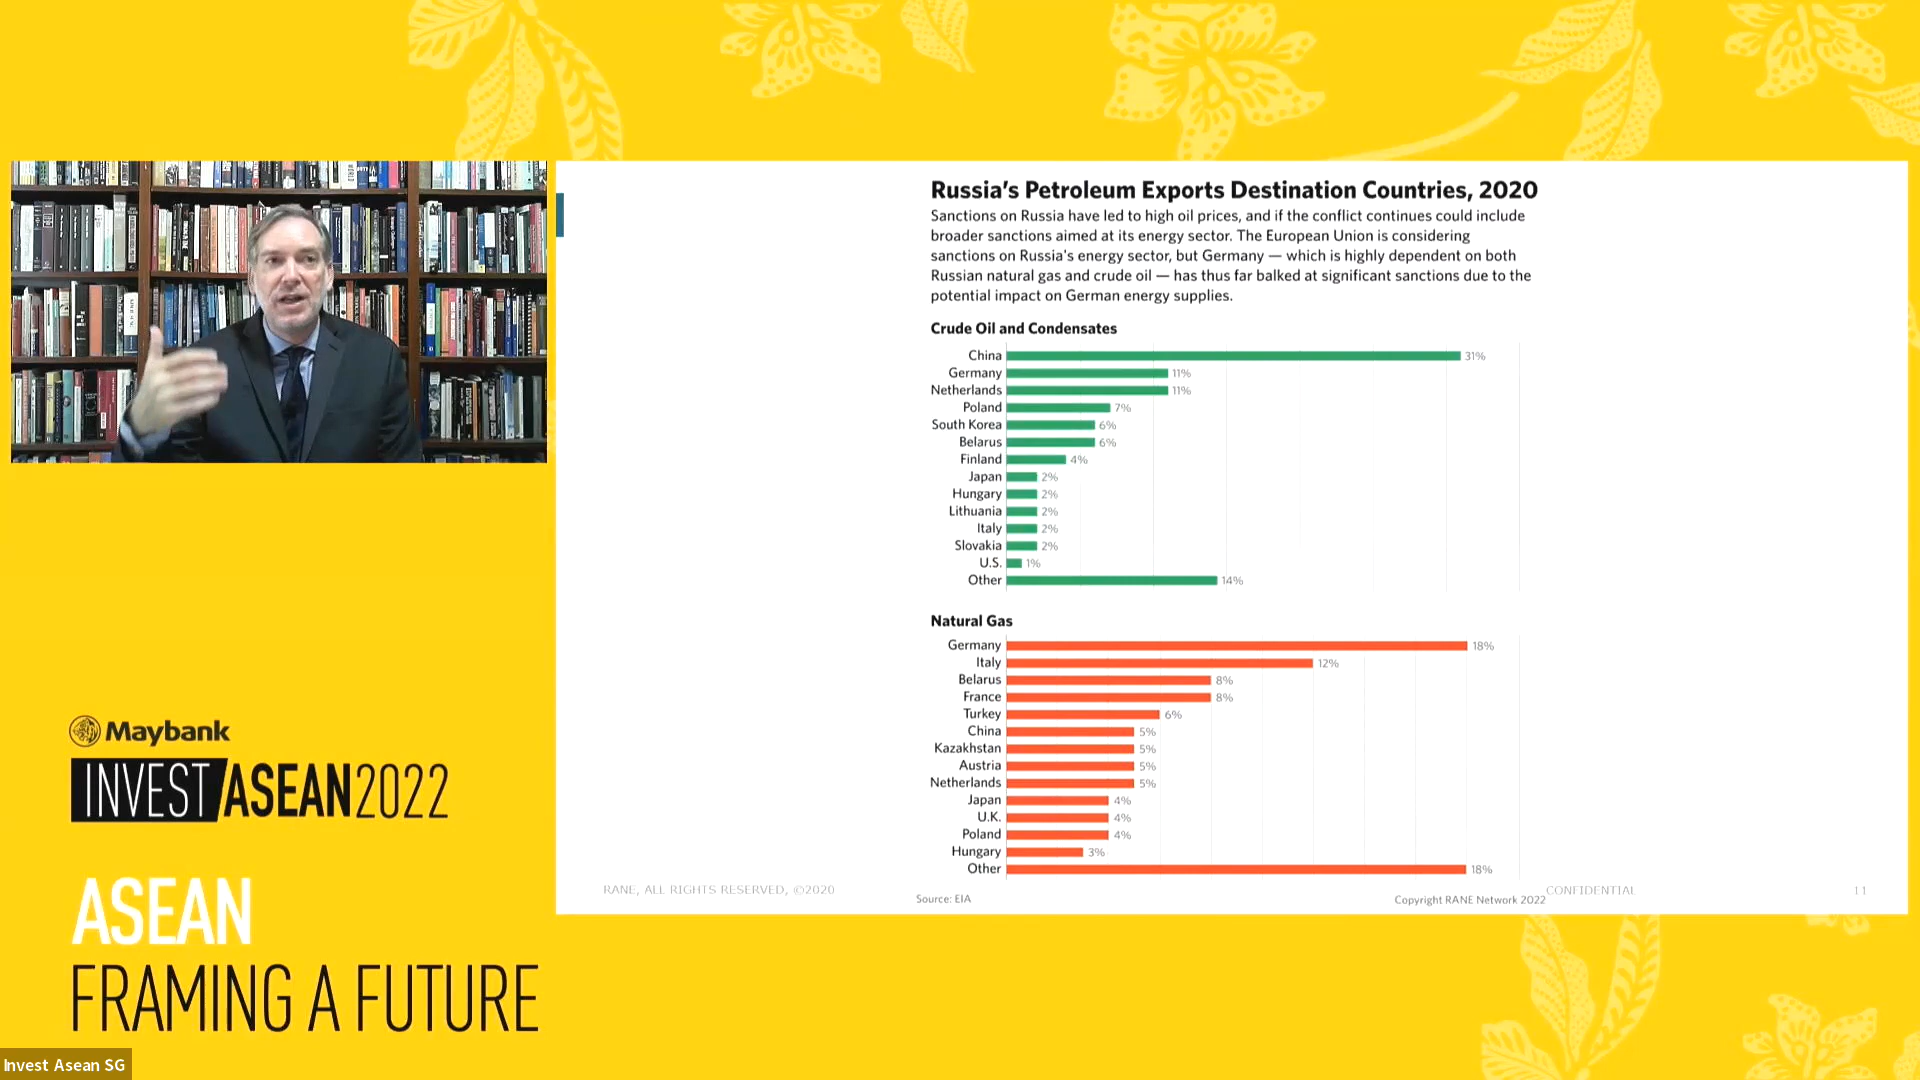 Russia's Petroleum Exports Destination Countries, 2020
Sanctions on Russia have led to high oil prices, and if the conflict continues could include
broader sanctions aimed at its energy sector. The European Union is considering
sanctions on Russia's energy sector, but Germany — which is highly dependent on both
Russian natural gas and crude oil — has thus far balked at significant sanctions due to the
potential impact on German energy supplies.
Crude Oil and Condensates
China 31%
Germany 11%
Netherlands 11%
Poland 7%
South Korea 6%
Belarus 6%
Finland 4%
Japan 2%
Hungary 2%
Lithuania 2%
Italy 2%
Slovakia 2%
U.S. 1%
Other 14%
Natural Gas
Germany 18%
Italy 12%
Belarus 8%
France 8%
Turkey 6%
China 5%
Kazakhstan 5%
Austria 5%
Netherlands 5%
Japan 4%
U.K. 4%
Poland 4%
Hungary 3%
Other 18%
RANE, ALL RIGHTS RESERVED, ©2020
CONFIDENTIAL
11
Source: EIA
Copyright RANE Network 2022
Maybank
INVEST ASEAN 2022
ASEAN
FRAMING A FUTURE
Invest Asean SG